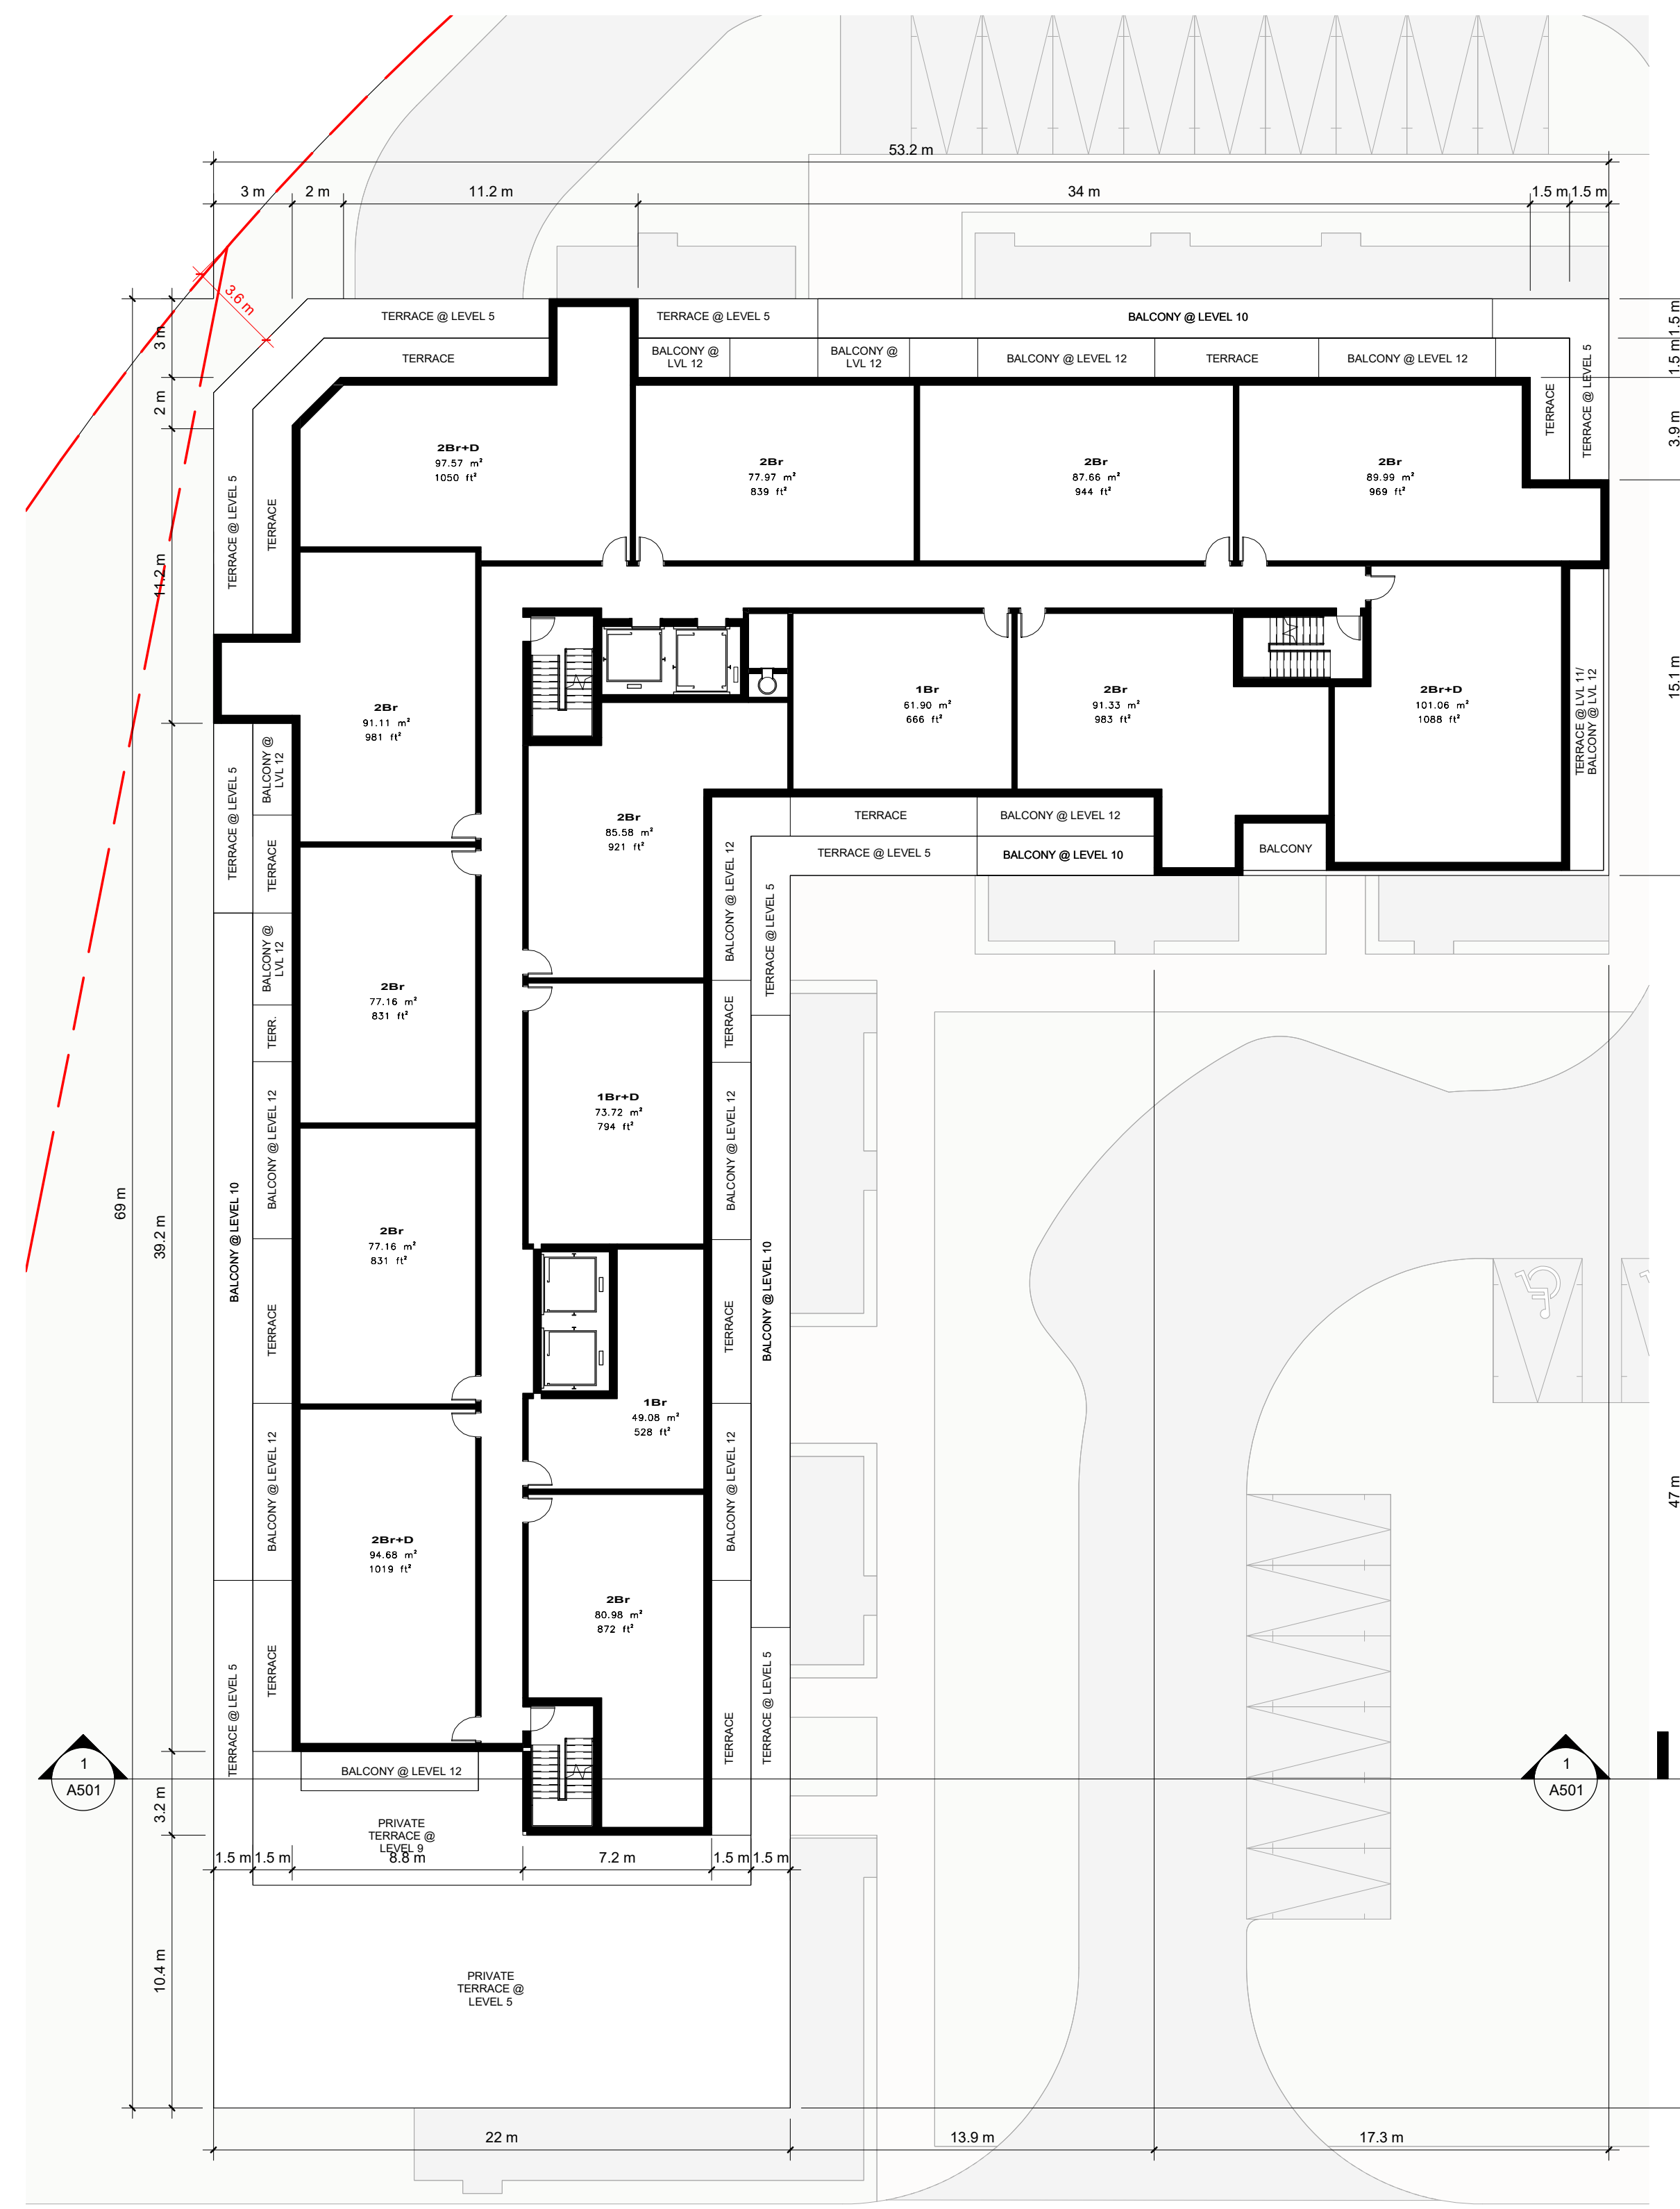 53.2 m
3 m
2 m
11.2 m
34 m
1.5 m
1.5 m
3.6 m
TERRACE @ LEVEL 5
TERRACE @ LEVEL 5
BALCONY @ LEVEL 10
TERRACE
BALCONY @
LVL 12
BALCONY @
LVL 12
BALCONY @ LEVEL 12
TERRACE
BALCONY @ LEVEL 12
TERRACE
TERRACE @ LEVEL 5
1.5 m
1.5 m
3.9 m
15.1 m
47 m
3 m
2 m
11.2 m
69 m
39.2 m
3.2 m
10.4 m
TERRACE @ LEVEL 5
TERRACE
2Br+D
97.57 m²
1050 ft²
2Br
77.97 m²
839 ft²
2Br
87.66 m²
944 ft²
2Br
89.99 m²
969 ft²
2Br
91.11 m²
981 ft²
1Br
61.90 m²
666 ft²
2Br
91.33 m²
983 ft²
2Br+D
101.06 m²
1088 ft²
TERRACE @ LVL 11/
BALCONY @ LVL 12
TERRACE @ LEVEL 5
BALCONY @
LVL 12
TERRACE
2Br
85.58 m²
921 ft²
TERRACE
BALCONY @ LEVEL 12
BALCONY
TERRACE @ LEVEL 5
BALCONY @ LEVEL 10
BALCONY @ LEVEL 12
TERRACE @ LEVEL 5
BALCONY @
LVL 12
TERR.
2Br
77.16 m²
831 ft²
TERRACE
1Br+D
73.72 m²
794 ft²
BALCONY @ LEVEL 12
BALCONY @ LEVEL 12
BALCONY @ LEVEL 10
2Br
77.16 m²
831 ft²
TERRACE
TERRACE
BALCONY @ LEVEL 10
1Br
49.08 m²
528 ft²
BALCONY @ LEVEL 12
BALCONY @ LEVEL 12
2Br+D
94.68 m²
1019 ft²
2Br
80.98 m²
872 ft²
TERRACE @ LEVEL 5
TERRACE
TERRACE
TERRACE @ LEVEL 5
1
A501
BALCONY @ LEVEL 12
1
A501
PRIVATE
TERRACE @
LEVEL 9
1.5 m
1.5 m
8.8 m
7.2 m
1.5 m
1.5 m
PRIVATE
TERRACE @
LEVEL 5
22 m
13.9 m
17.3 m